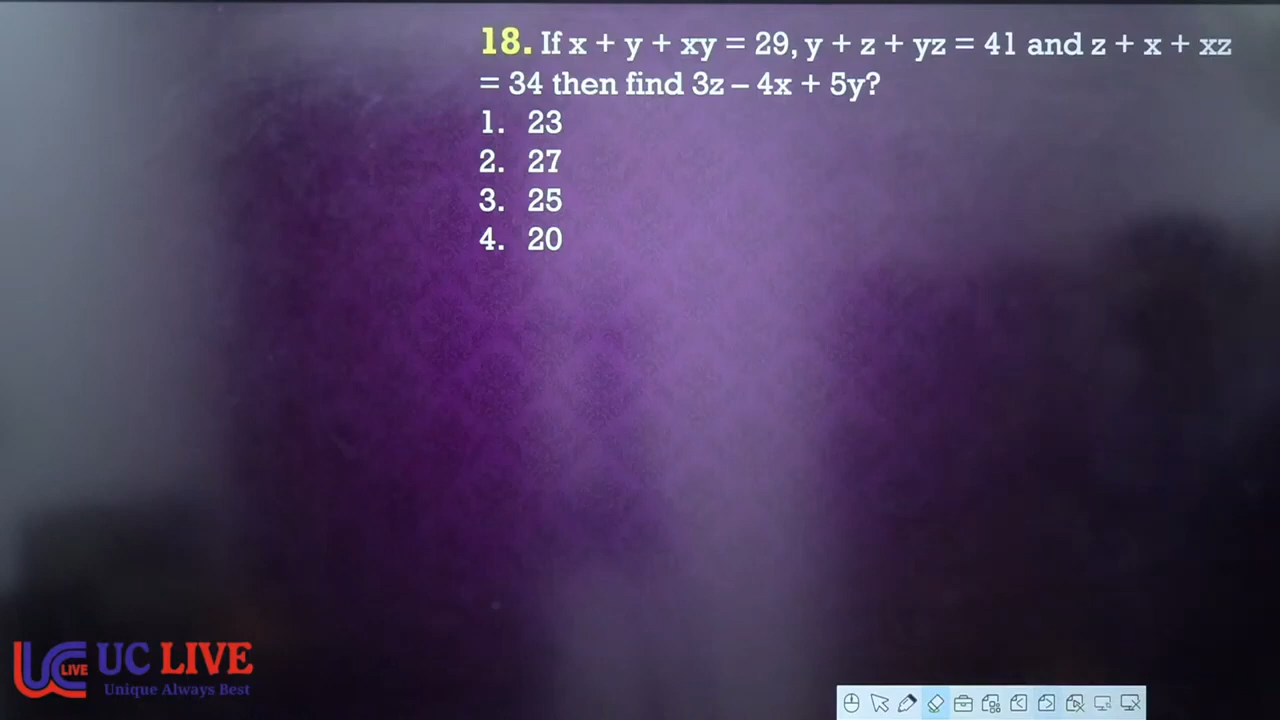 18. If x + y + xy = 29, y + z + yz = 41 and z + x + xz
= 34 then find 3z – 4x + 5y?
1. 23
2. 27
3. 25
4. 20
UC LIVE UC LIVE
Unique Always Best